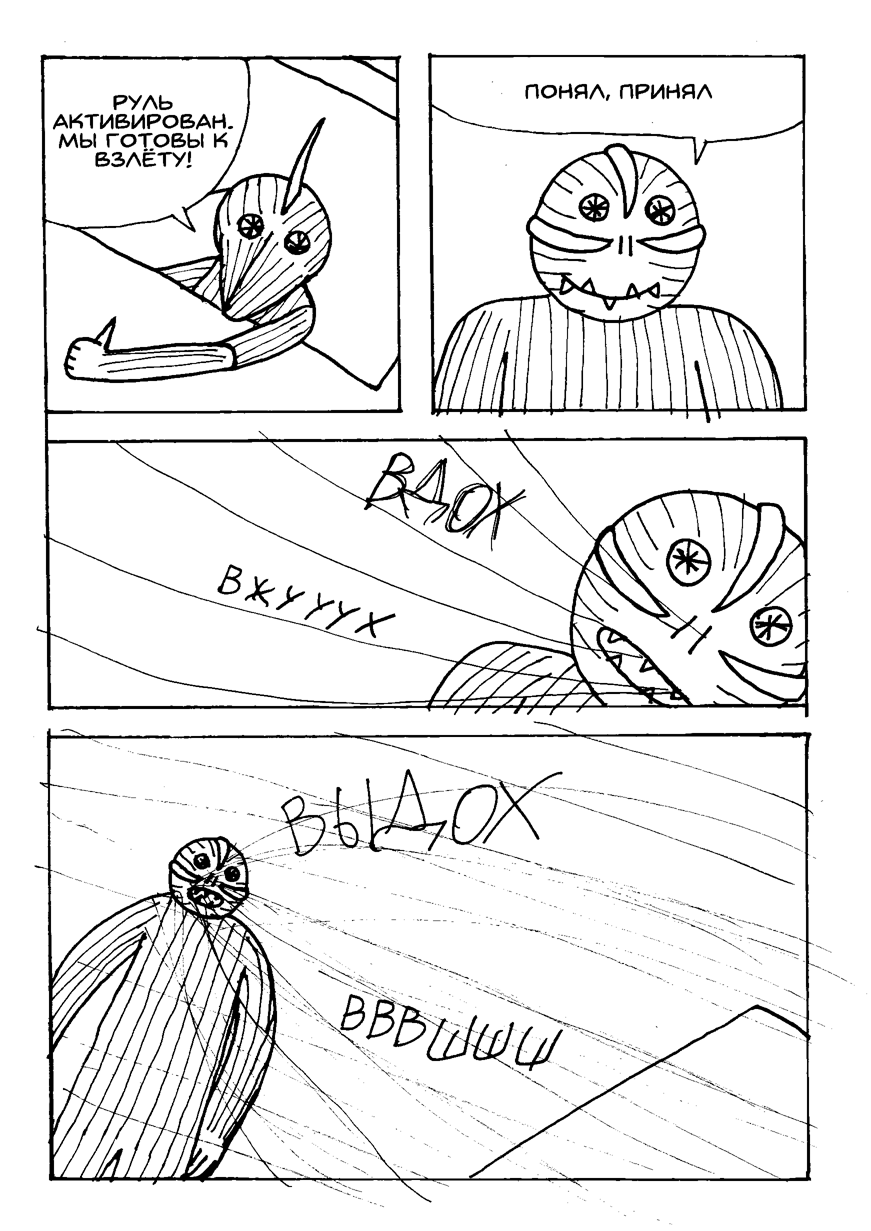 РУЛЬ
АКТИВИРОВАН.
МЫ ГОТОВЫ К
ВЗЛЁТУ!
ПОНЯЛ, ПРИНЯЛ
ВДОХ
ВЖУУУХ
ВЫДОХ
ВВВШШШ